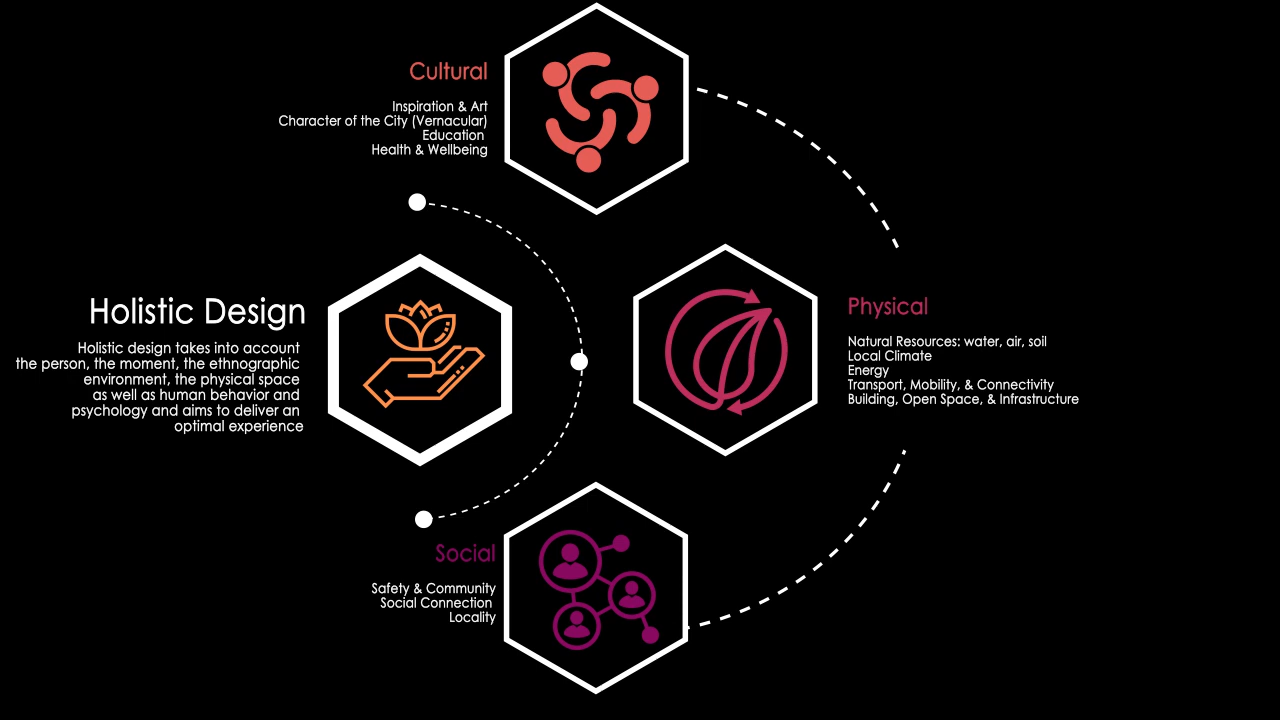 Cultural
Inspiration & Art
Character of the City (Vernacular)
Education
Health & Wellbeing
Holistic Design
Holistic design takes into account
the person, the moment, the ethnographic
environment, the physical space
as well as human behavior and
psychology and aims to deliver an
optimal experience
Physical
Natural Resources: water, air, soil
Local Climate
Energy
Transport, Mobility, & Connectivity
Building, Open Space, & Infrastructure
Social
Safety & Community
Social Connection
Locality